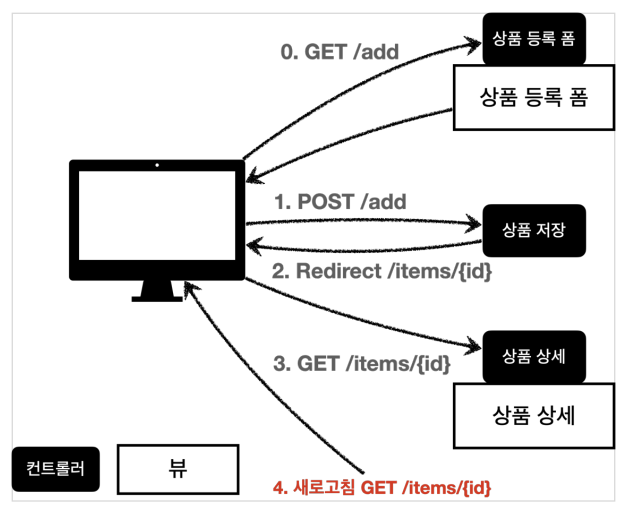 상품 등록 폼
0. GET /add
상품 등록 폼
1. POST /add
상품 저장
2. Redirect /items/{id}
상품 상세
3. GET /items/{id}
상품 상세
컨트롤러
뷰
4. 새로고침 GET /items/{id}